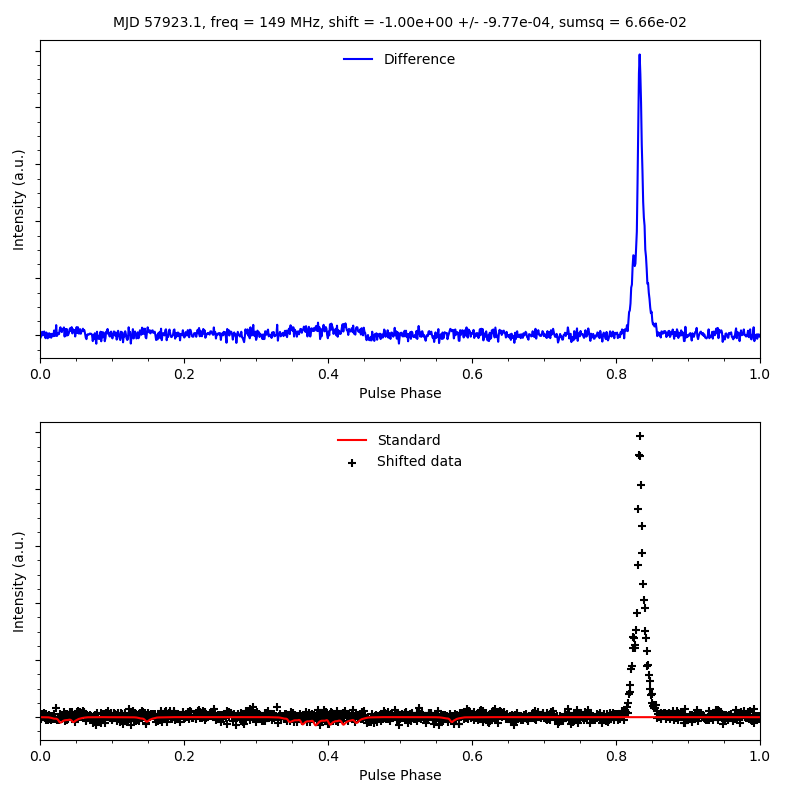 MJD 57923.1, freq = 149 MHz, shift = -1.00e+00 +/- -9.77e-04, sumsq = 6.66e-02
Difference
Intensity (a.u.)
0.0 0.2 0.4 0.6 0.8 1.0
Pulse Phase
Standard
Shifted data
Intensity (a.u.)
0.0 0.2 0.4 0.6 0.8 1.0
Pulse Phase